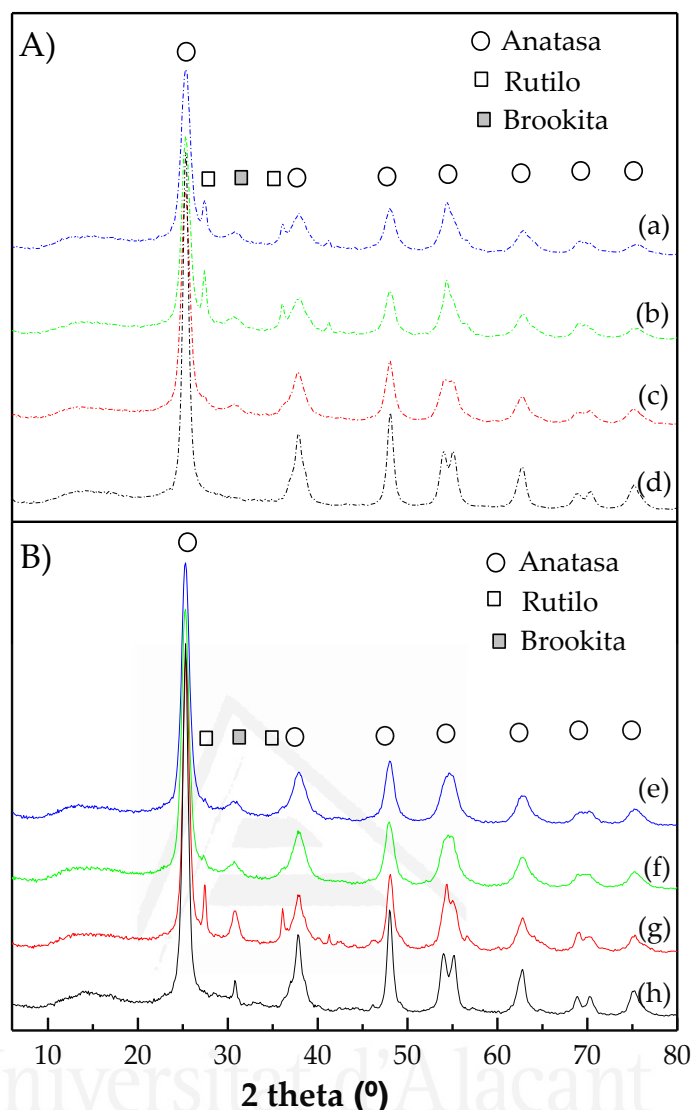 A)
Anatasa
Rutilo
Brookita
(a)
(b)
(c)
(d)
B)
Anatasa
Rutilo
Brookita
(e)
(f)
(g)
(h)
10 20 30 40 50 60 70 80
2 theta (º)
Universitat d'Alacant